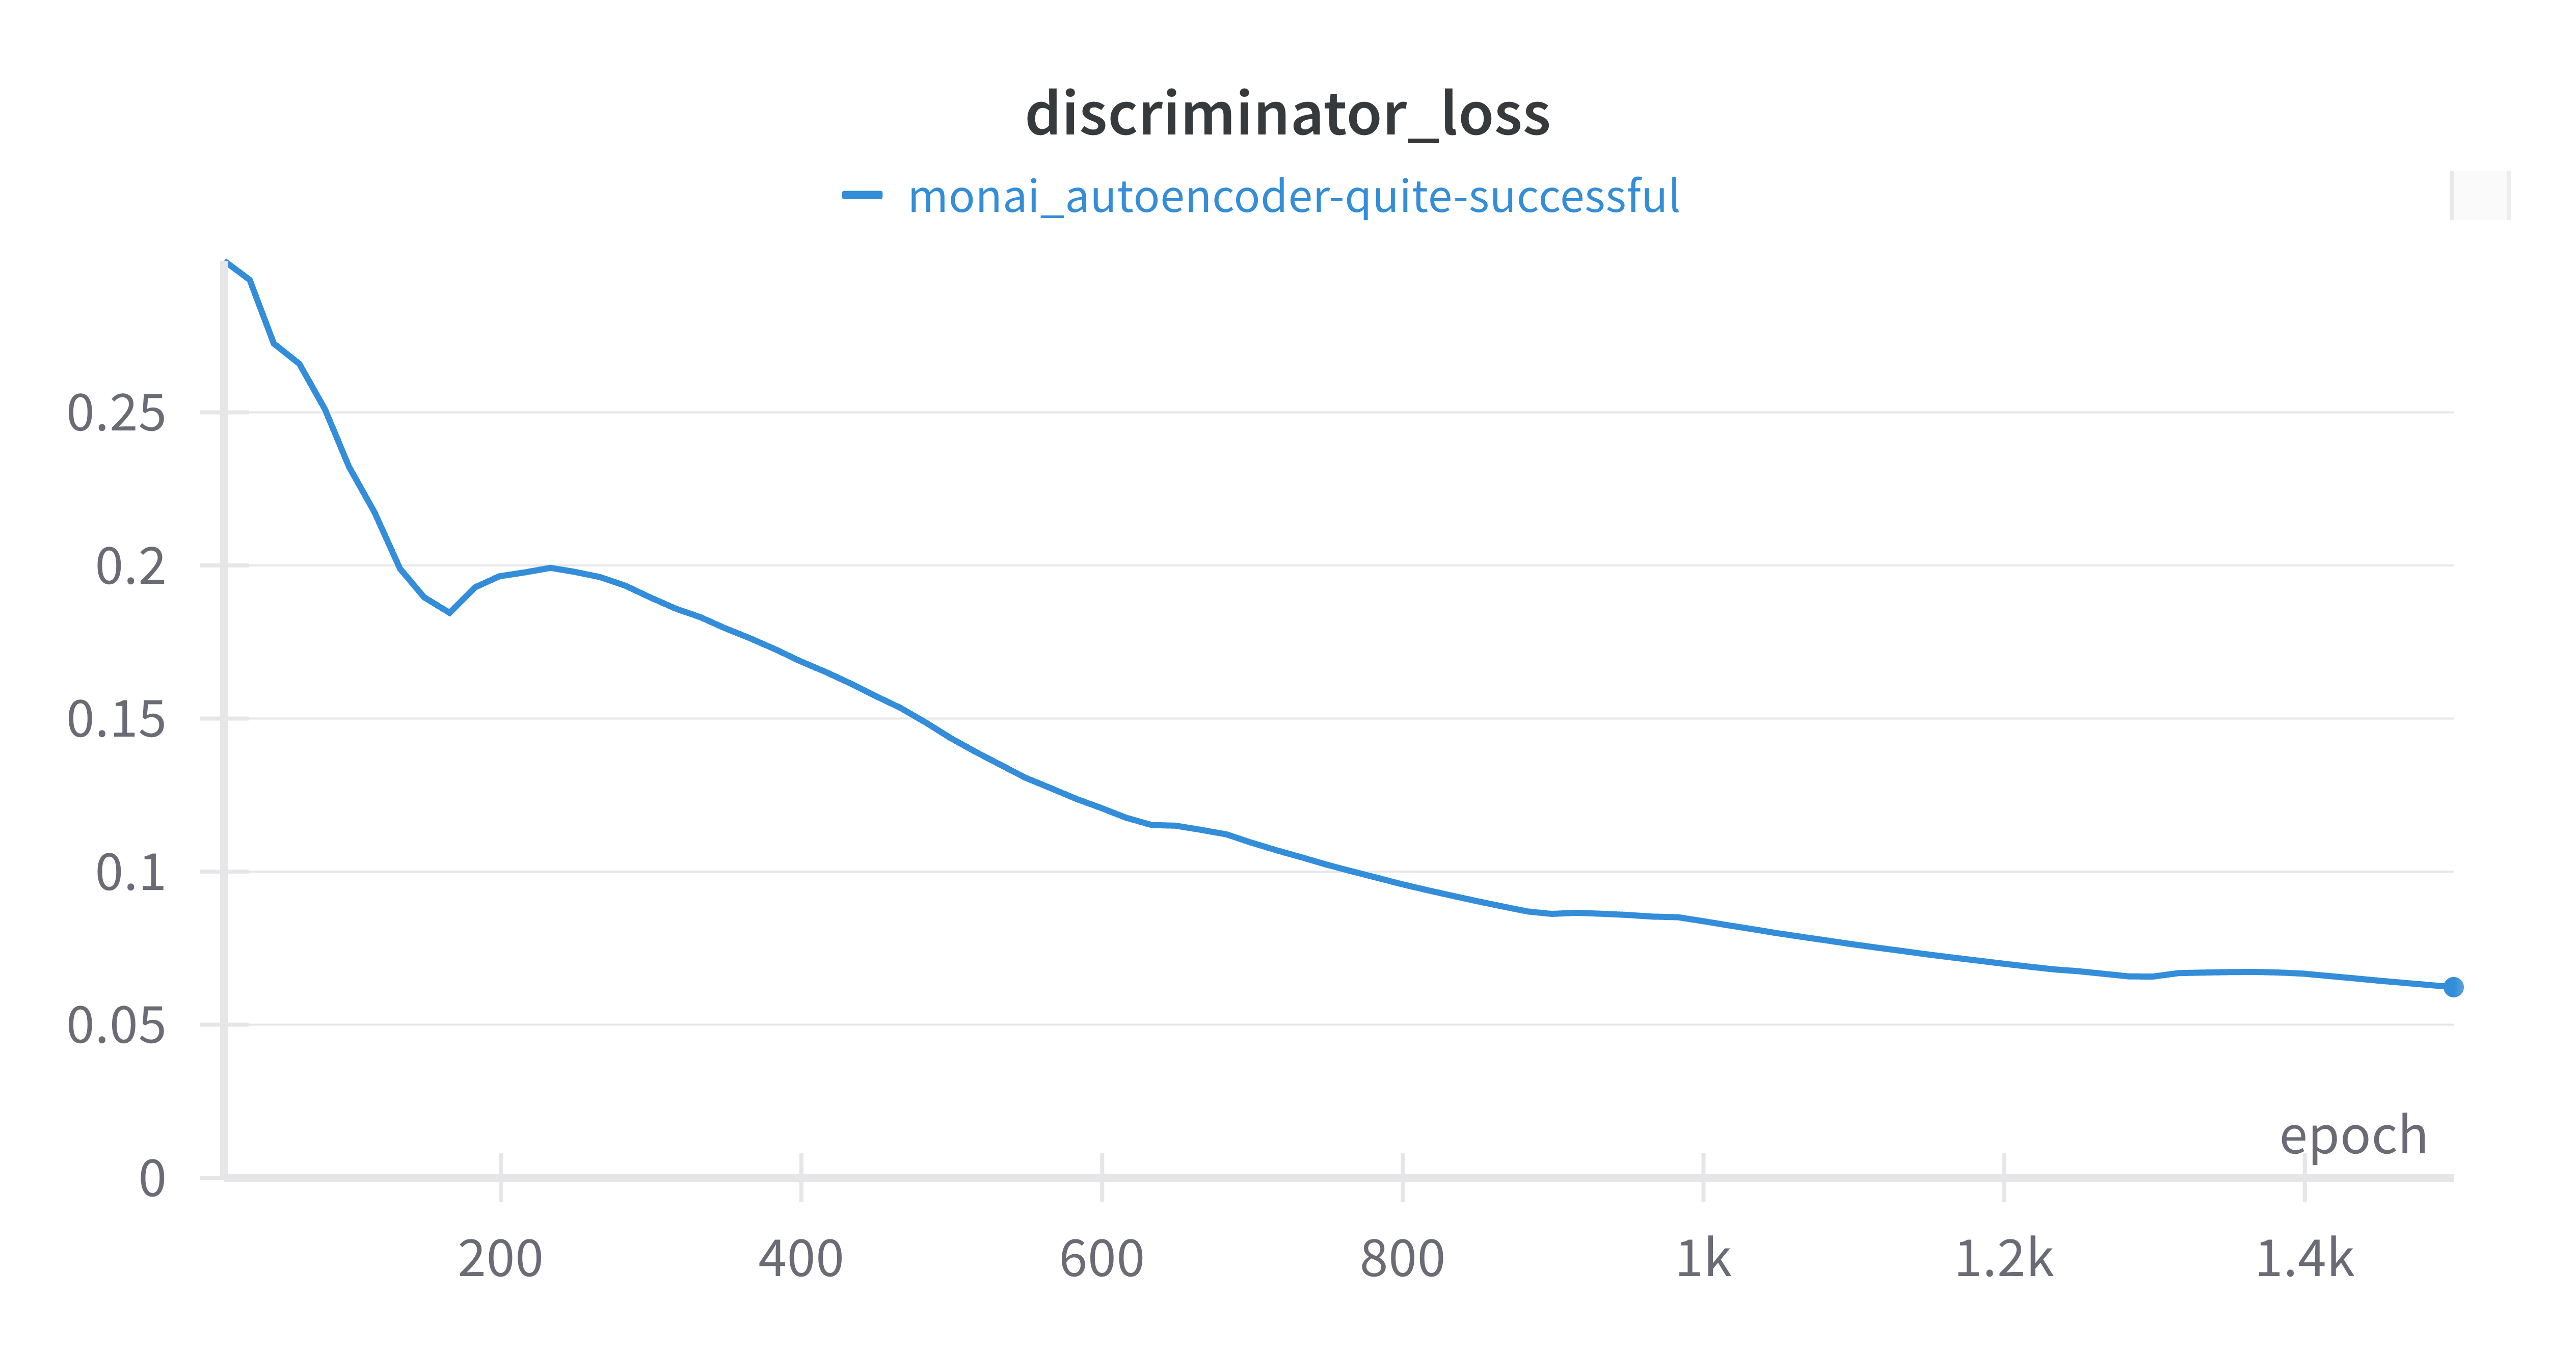 discriminator_loss
monai_autoencoder-quite-successful
0.25
0.2
0.15
0.1
0.05
0
epoch
200 400 600 800 1k 1.2k 1.4k